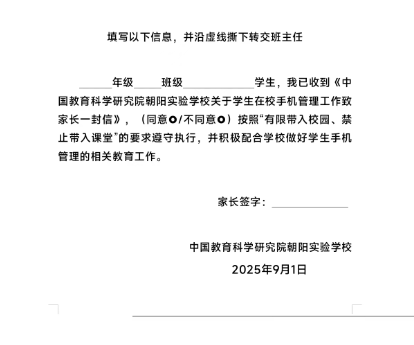 填写以下信息，并沿虚线撕下转交班主任
______年级_____班级______________学生，我已收到《中
国教育科学研究院朝阳实验学校关于学生在校手机管理工作致
家长一封信》，（同意O/不同意O）按照“有限带入校园、禁
止带入课堂”的要求遵守执行，并积极配合学校做好学生手机
管理的相关教育工作。
家长签字：_______________
中国教育科学研究院朝阳实验学校
2025年9月1日